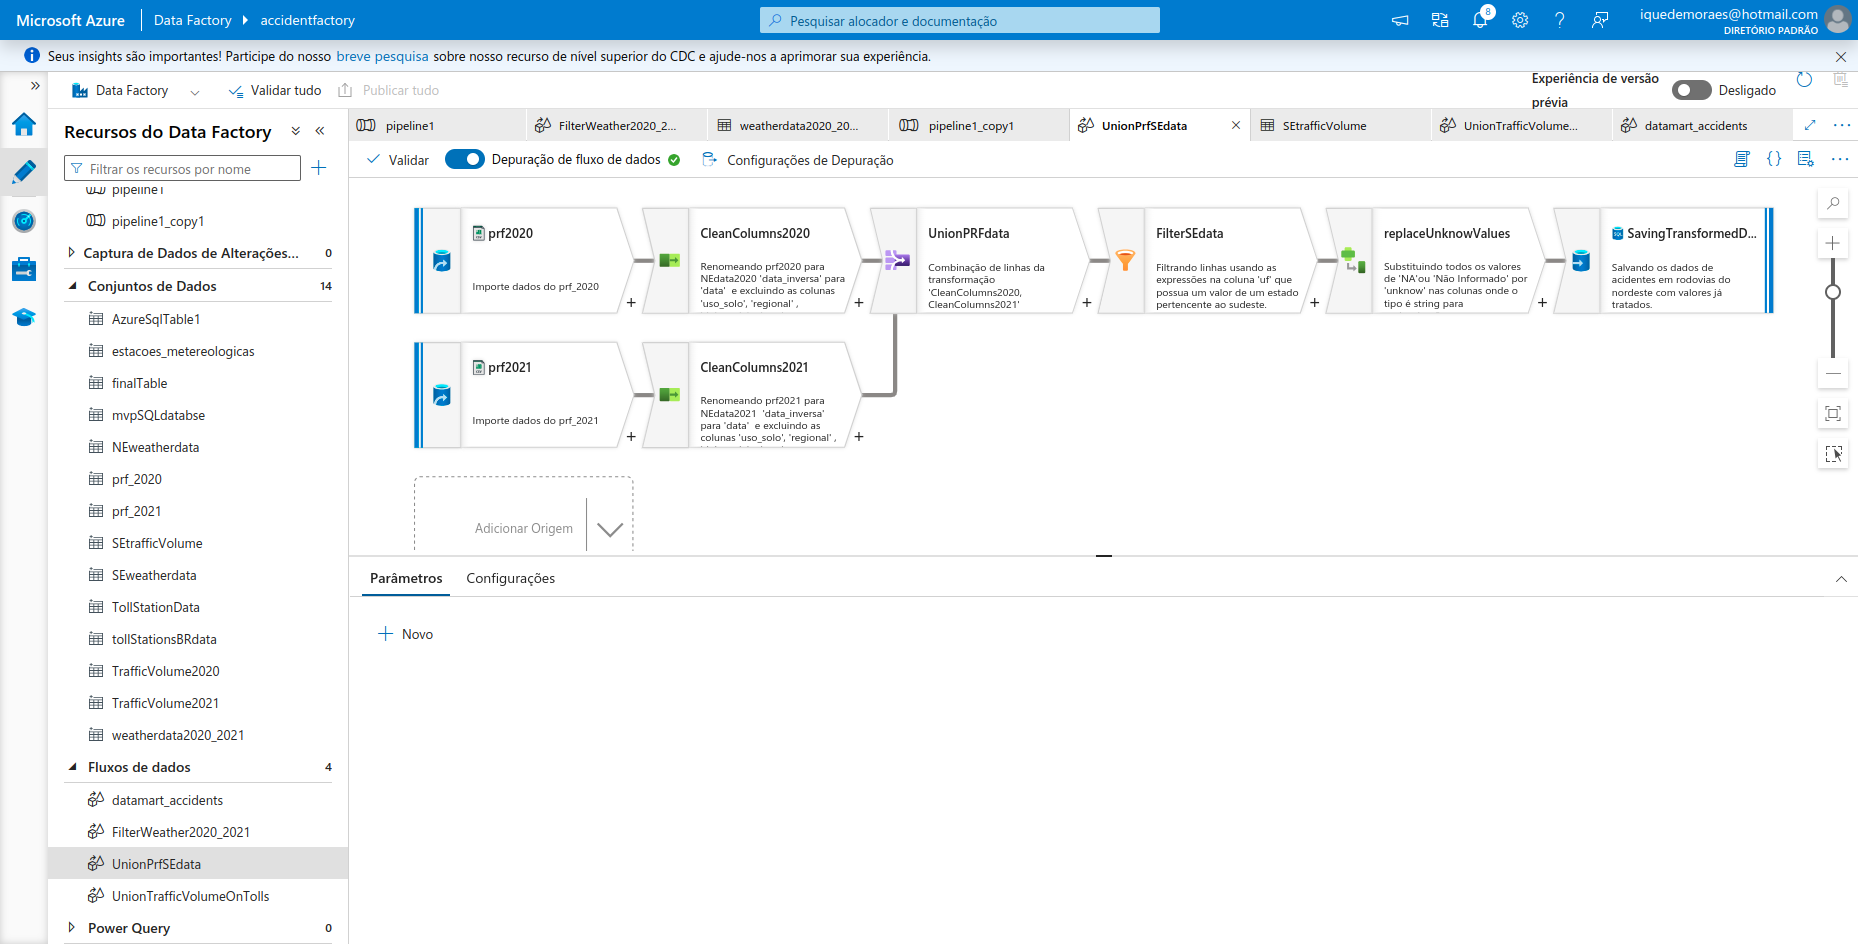 Microsoft Azure
Data Factory
accidentfactory
Pesquisar alocador e documentação
8
iquedemoraes@hotmail.com
DIRETÓRIO PADRÃO
Seus insights são importantes! Participe do nosso breve pesquisa sobre nosso recurso de nível superior do CDC e ajude-nos a aprimorar sua experiência.
Data Factory
Validar tudo
Publicar tudo
Experiência de versão
prévia
Desligado
Recursos do Data Factory
Filtrar os recursos por nome
pipeline1
pipeline1_copy1
Captura de Dados de Alterações... 0
Conjuntos de Dados 14
AzureSqlTable1
estacoes_metereologicas
finalTable
mvpSQLdatabse
NEweatherdata
prf_2020
prf_2021
SEtrafficVolume
SEweatherdata
TollStationData
tollStationsBRdata
TrafficVolume2020
TrafficVolume2021
weatherdata2020_2021
Fluxos de dados 4
datamart_accidents
FilterWeather2020_2021
UnionPrfSEdata
UnionTrafficVolumeOnTolls
Power Query 0
pipeline1
FilterWeather2020_2...
weatherdata2020_20...
pipeline1_copy1
UnionPrfSEdata
SEtrafficVolume
UnionTrafficVolume...
datamart_accidents
Validar
Depuração de fluxo de dados
Configurações de Depuração
prf2020
Importe dados do prf_2020
CleanColumns2020
Renomeando prf2020 para
NEdata2020 'data_inversa' para
'data' e excluindo as colunas
'uso_solo', 'regional' ,
UnionPRFdata
Combinação de linhas da
transformação
'CleanColumns2020,
CleanColumns2021'
FilterSEdata
Filtrando linhas usando as
expressões na coluna 'uf' que
possua um valor de um estado
pertencente ao sudeste.
replaceUnknowValues
Substituindo todos os valores
de 'NA'ou 'Não Informado' por
'unknow' nas colunas onde o
tipo é string para
SavingTransformedD...
Salvando os dados de
acidentes em rodovias do
nordeste com valores já
tratados.
prf2021
Importe dados do prf_2021
CleanColumns2021
Renomeando prf2021 para
NEdata2021 'data_inversa'
para 'data' e excluindo as
colunas 'uso_solo', 'regional' ,
Adicionar Origem
Parâmetros
Configurações
Novo